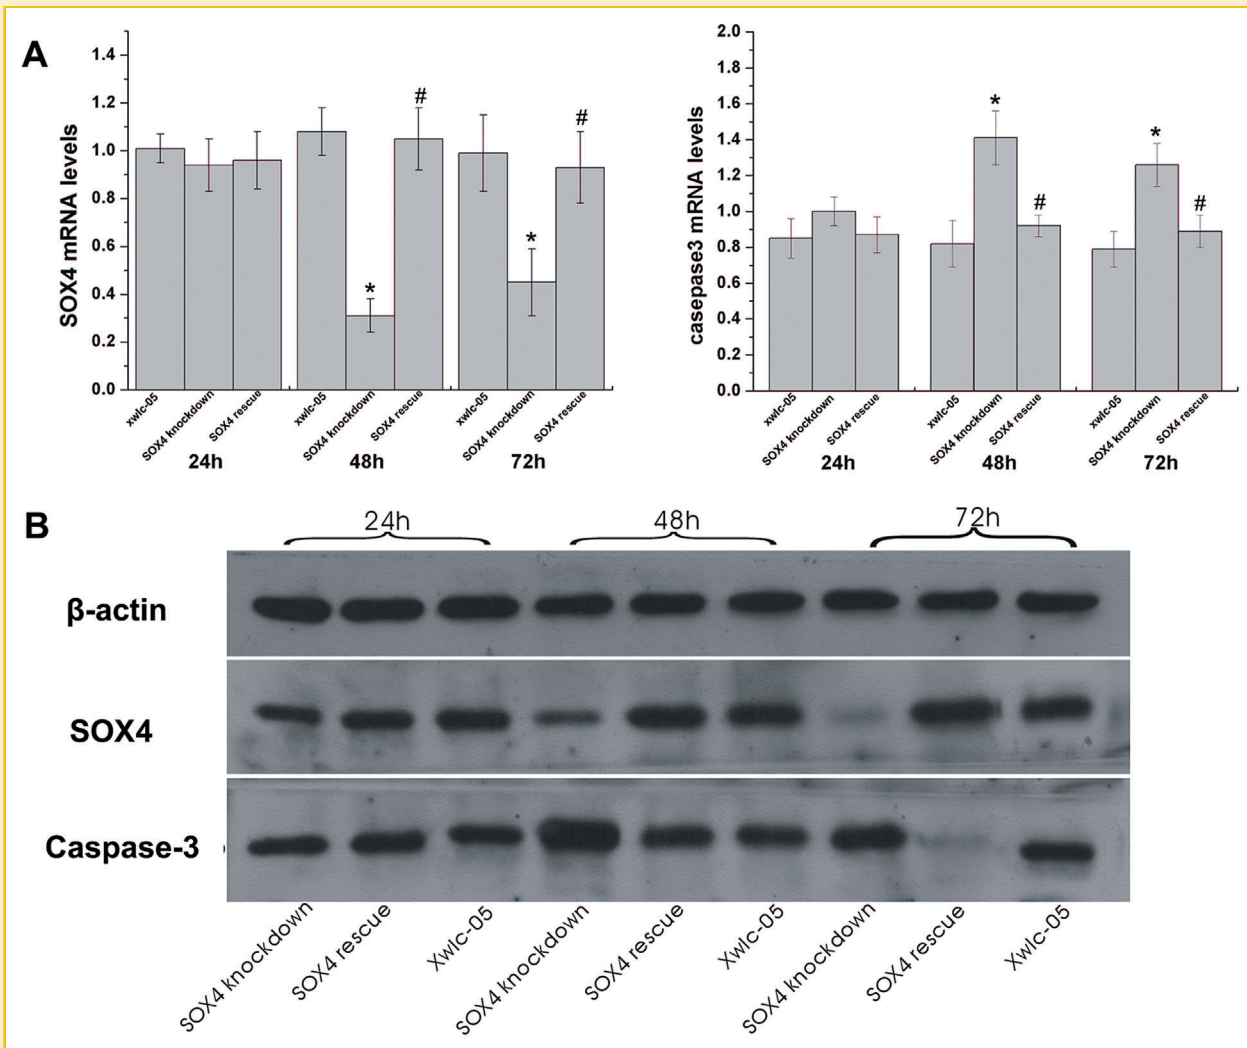 A
SOX4 mRNA levels
1.4
1.2
1.0
0.8
0.6
0.4
0.2
0.0
#
#
*
*
xwlc-05
SOX4 knockdown
SOX4 rescue
xwlc-05
SOX4 knockdown
SOX4 rescue
xwlc-05
SOX4 knockdown
SOX4 rescue
24h
48h
72h
casepase3 mRNA levels
2.0
1.8
1.6
1.4
1.2
1.0
0.8
0.6
0.4
0.2
0.0
*
*
#
#
xwlc-05
SOX4 knockdown
SOX4 rescue
xwlc-05
SOX4 knockdown
SOX4 rescue
xwlc-05
SOX4 knockdown
SOX4 rescue
24h
48h
72h
B
24h
48h
72h
β-actin
SOX4
Caspase-3
SOX4 knockdown
SOX4 rescue
Xwlc-05
SOX4 knockdown
SOX4 rescue
Xwlc-05
SOX4 knockdown
SOX4 rescue
Xwlc-05